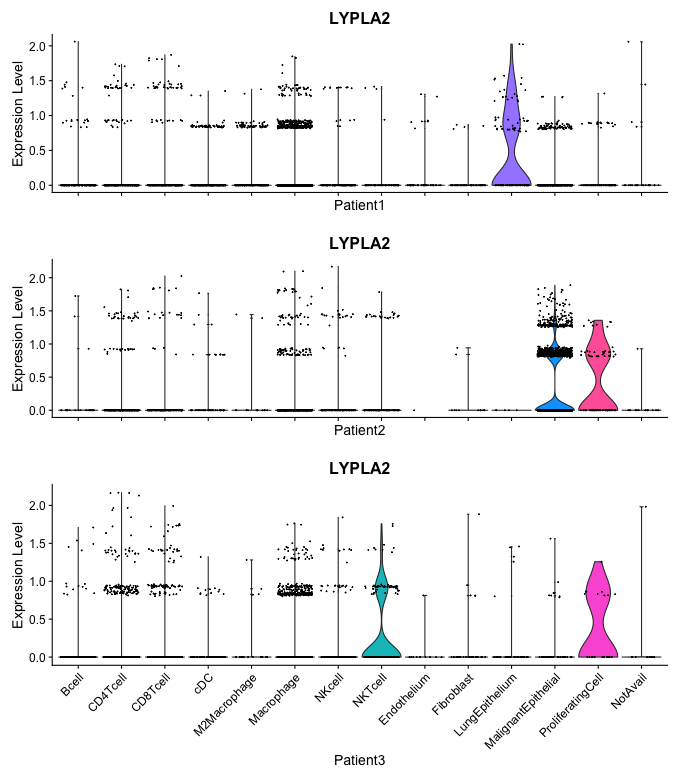 LYPLA2
Expression Level
2.0
1.5
1.0
0.5
0.0
Patient1
LYPLA2
Expression Level
2.0
1.5
1.0
0.5
0.0
Patient2
LYPLA2
Expression Level
2.0
1.5
1.0
0.5
0.0
Bcell
CD4Tcell
CD8Tcell
cDC
M2Macrophage
Macrophage
NKcell
NKTcell
Endothelium
Fibroblast
LungEpithelium
MalignantEpithelial
ProliferatingCell
NotAvail
Patient3